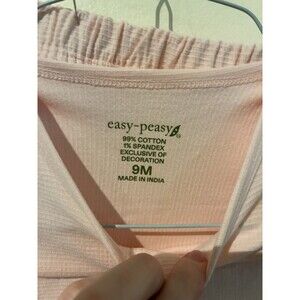 easy-peasy
99% COTTON
1% SPANDEX
EXCLUSIVE OF
DECORATION
9M
MADE IN INDIA